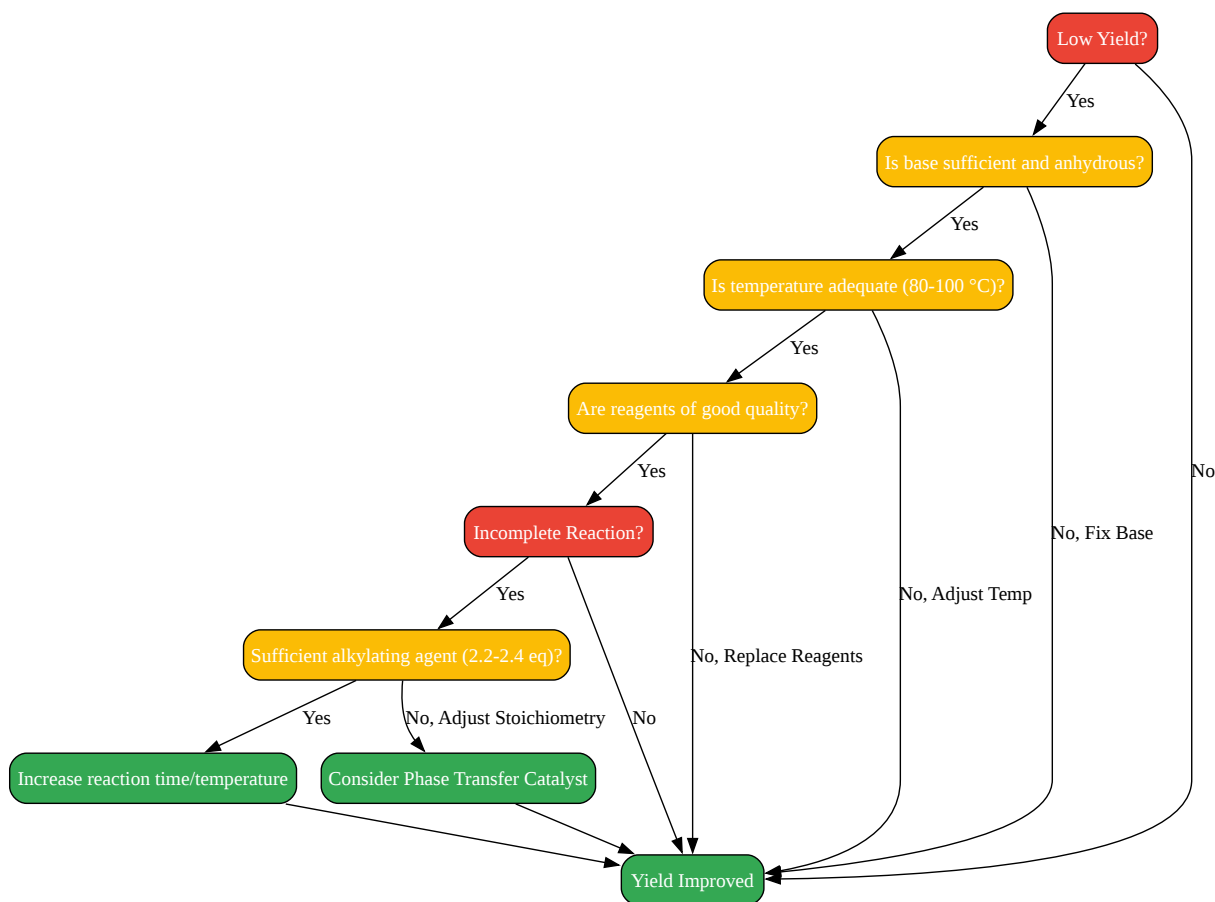 Low Yield?
Yes
Is base sufficient and anhydrous?
Yes
Is temperature adequate (80-100 °C)?
Yes
Are reagents of good quality?
Yes
No
Incomplete Reaction?
No, Fix Base
Yes
No, Adjust Temp
Sufficient alkylating agent (2.2-2.4 eq)?
No, Replace Reagents
Yes
No, Adjust Stoichiometry
No
Increase reaction time/temperature
Consider Phase Transfer Catalyst
Yield Improved